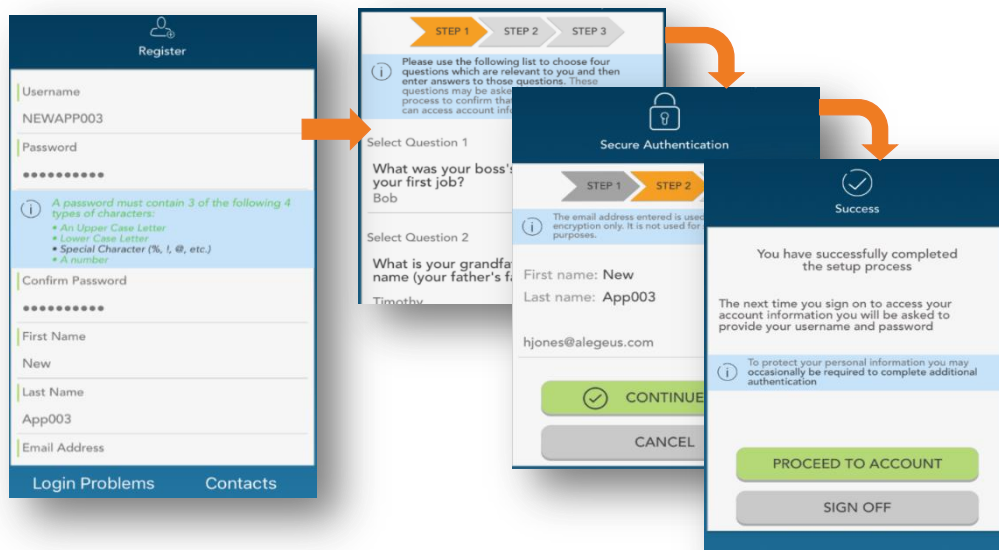 Register
Username
NEWAPP003
Password
A password must contain 3 of the following 4
types of characters:
• An Upper Case Letter
• Lower Case Letter
• Special Character (%, !, @, etc.)
• A number
Confirm Password
First Name
New
Last Name
App003
Email Address
Login Problems Contacts
STEP 1 STEP 2 STEP 3
Please use the following list to choose four
questions which are relevant to you and then
enter answers to those questions. These
questions may be aske
process to confirm that
can access account info
Select Question 1
What was your boss's
your first job?
Bob
Select Question 2
What is your grandfa
name (your father's fa
Timothy
Secure Authentication
STEP 1 STEP 2
The email address entered is used
encryption only. It is not used for
purposes.
First name: New
Last name: App003
hjones@alegeus.com
CONTINUE
CANCEL
Success
You have successfully completed
the setup process
The next time you sign on to access your
account information you will be asked to
provide your username and password
To protect your personal information you may
occasionally be required to complete additional
authentication
PROCEED TO ACCOUNT
SIGN OFF